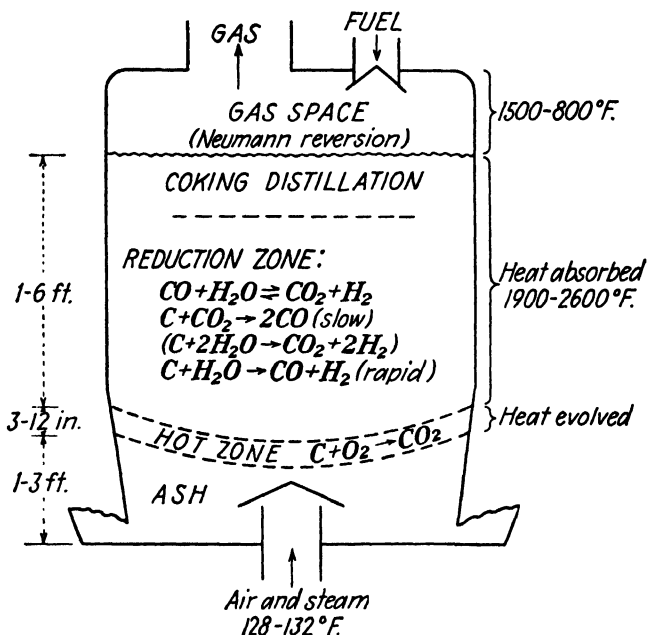 GAS
FUEL
GAS SPACE
(Neumann reversion)
1500-800°F.
COKING DISTILLATION
REDUCTION ZONE:
CO+H₂O⇌CO₂+H₂
C+CO₂→2CO (slow)
(C+2H₂O→CO₂+2H₂)
C+H₂O→CO+H₂ (rapid)
1-6 ft.
Heat absorbed
1900-2600°F.
3-12 in.
Heat evolved
HOT ZONE C+O₂→CO₂
1-3 ft.
ASH
Air and steam
128-132°F.